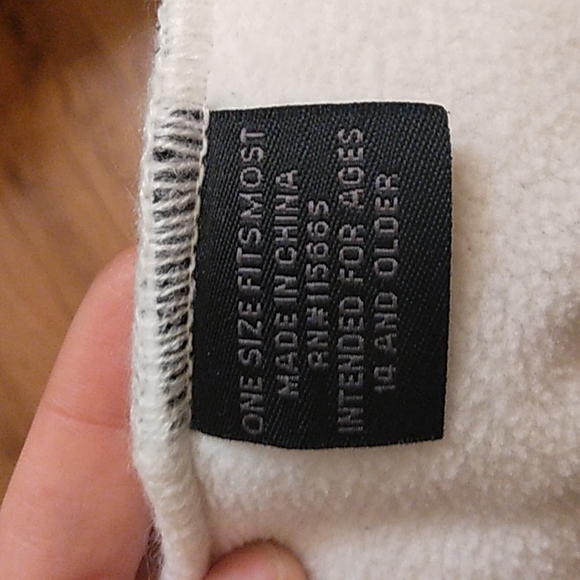 ONE SIZE FITS MOST
MADE IN CHINA
RN#115665
INTENDED FOR AGES
14 AND OLDER